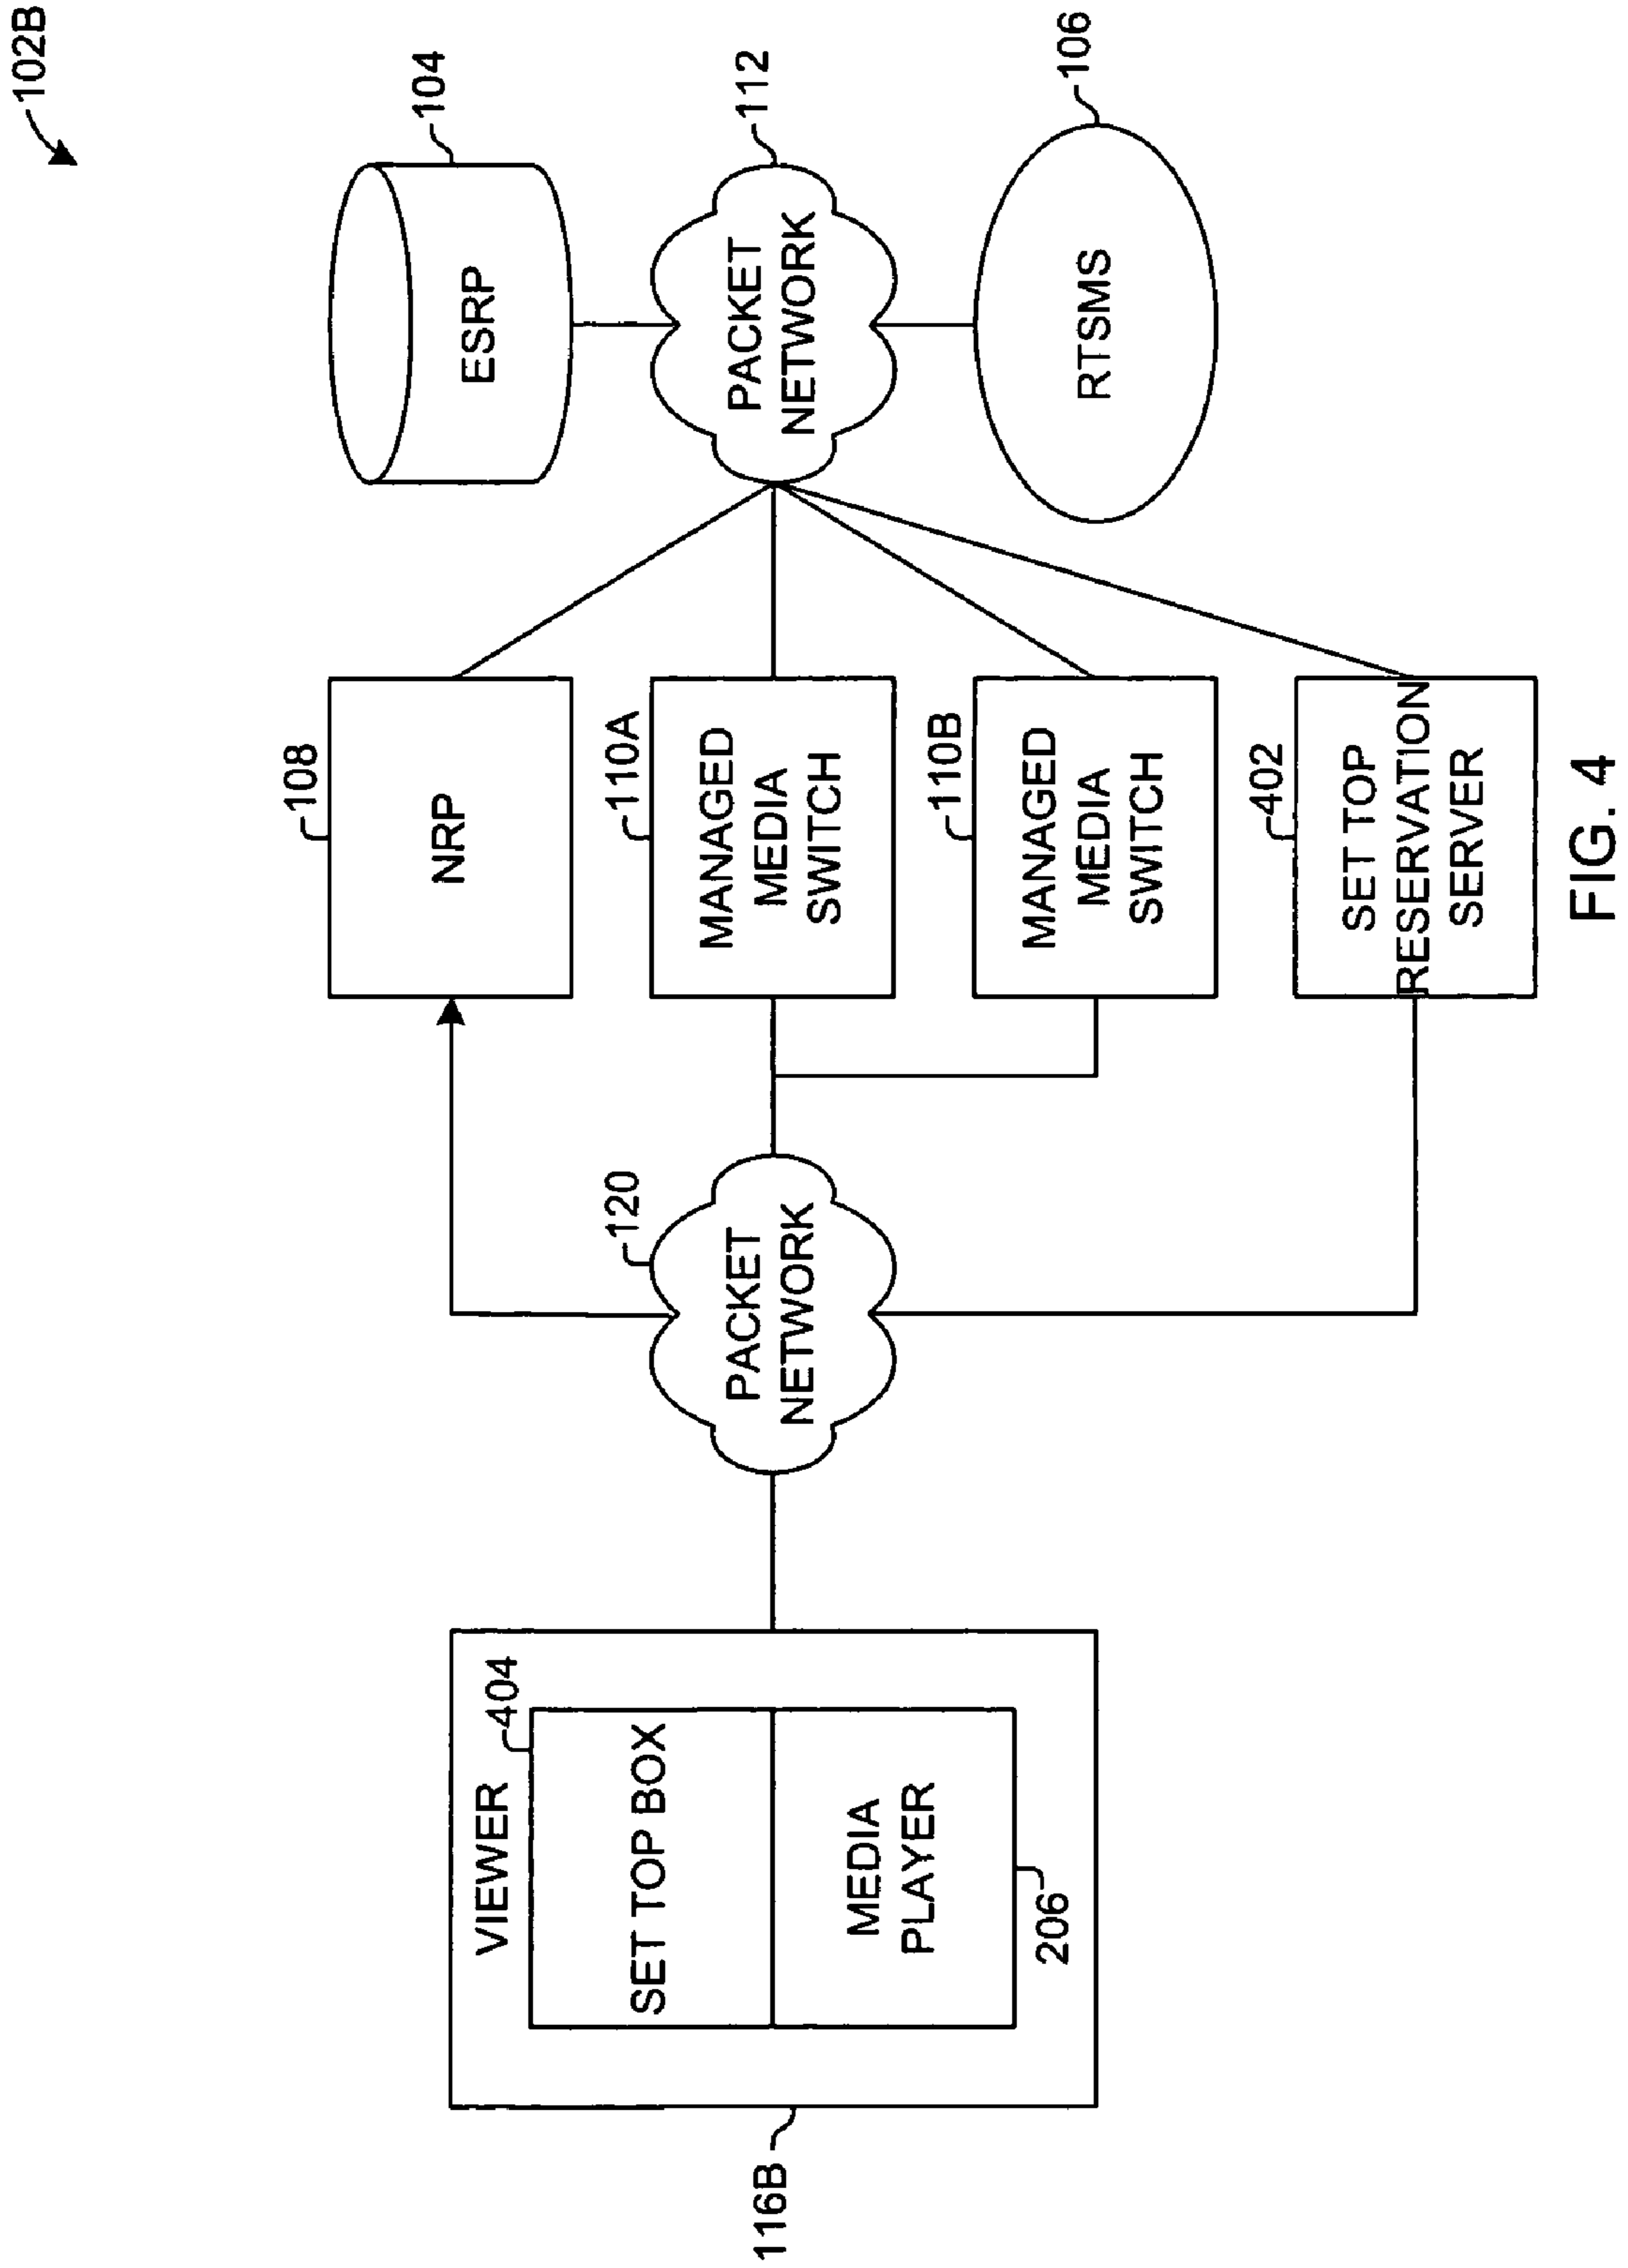 102B
104
ESRP
112
PACKET
NETWORK
106
RTSMS
108
NRP
110A
MANAGED
MEDIA
SWITCH
110B
MANAGED
MEDIA
SWITCH
402
SET TOP
RESERVATION
SERVER
120
PACKET
NETWORK
VIEWER
404
SET TOP BOX
MEDIA
PLAYER
206
116B
FIG. 4